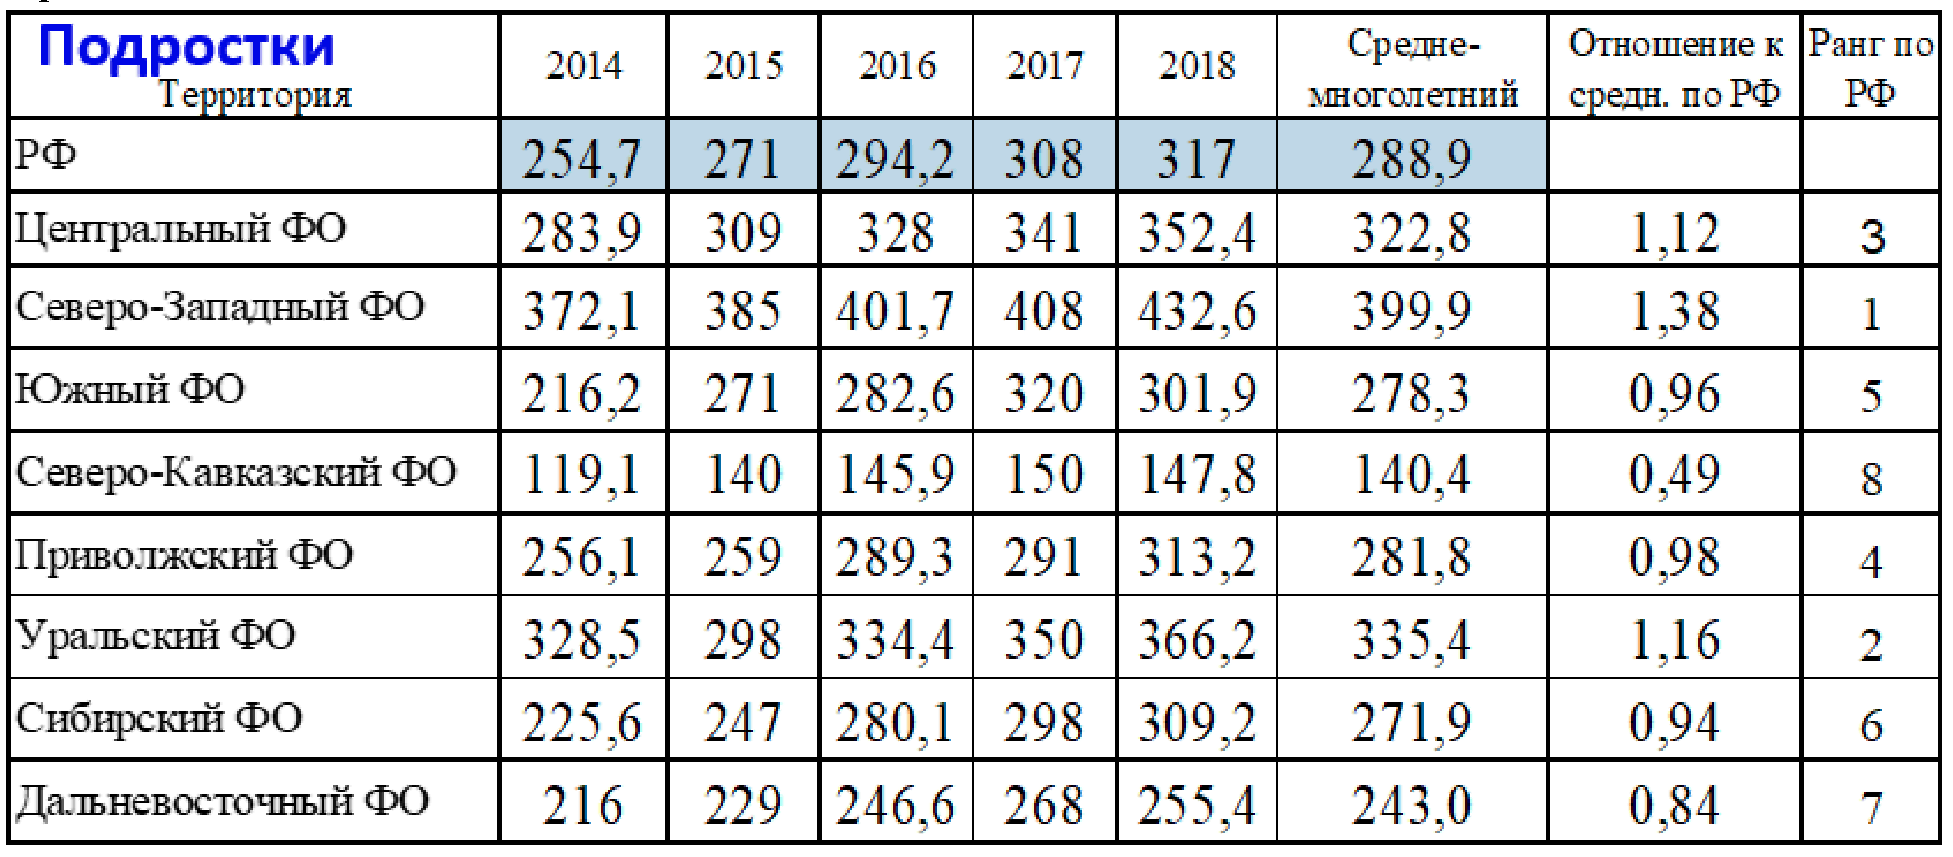 Подростки
Территория 2014 2015 2016 2017 2018 Средне-многолетний Отношение к средн. по РФ Ранг по РФ
РФ 254,7 271 294,2 308 317 288,9
Центральный ФО 283,9 309 328 341 352,4 322,8 1,12 3
Северо-Западный ФО 372,1 385 401,7 408 432,6 399,9 1,38 1
Южный ФО 216,2 271 282,6 320 301,9 278,3 0,96 5
Северо-Кавказский ФО 119,1 140 145,9 150 147,8 140,4 0,49 8
Приволжский ФО 256,1 259 289,3 291 313,2 281,8 0,98 4
Уральский ФО 328,5 298 334,4 350 366,2 335,4 1,16 2
Сибирский ФО 225,6 247 280,1 298 309,2 271,9 0,94 6
Дальневосточный ФО 216 229 246,6 268 255,4 243,0 0,84 7